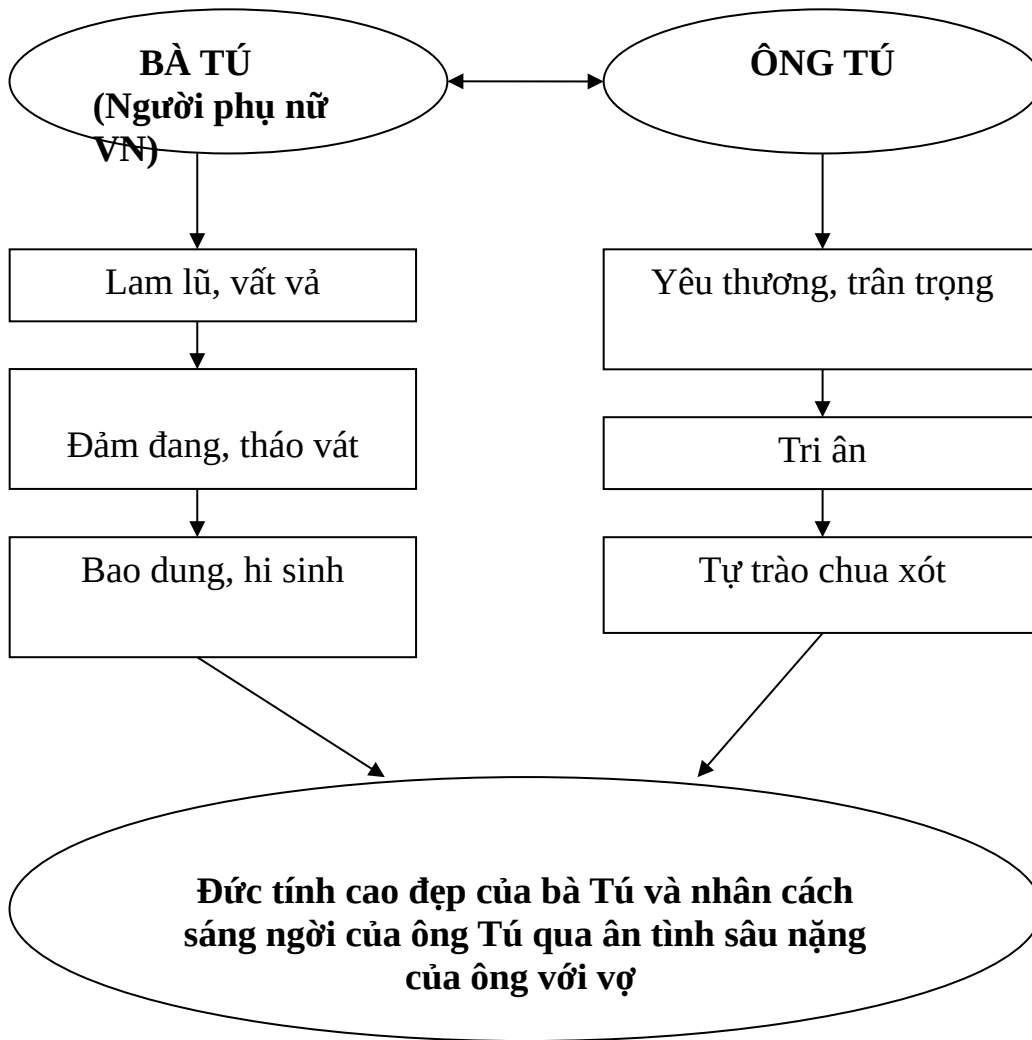 BÀ TÚ
(Người phụ nữ
VN)
ÔNG TÚ
Lam lũ, vất vả
Đảm đang, tháo vát
Bao dung, hi sinh
Yêu thương, trân trọng
Tri ân
Tự trào chua xót
Đức tính cao đẹp của bà Tú và nhân cách
sáng ngời của ông Tú qua ân tình sâu nặng
của ông với vợ